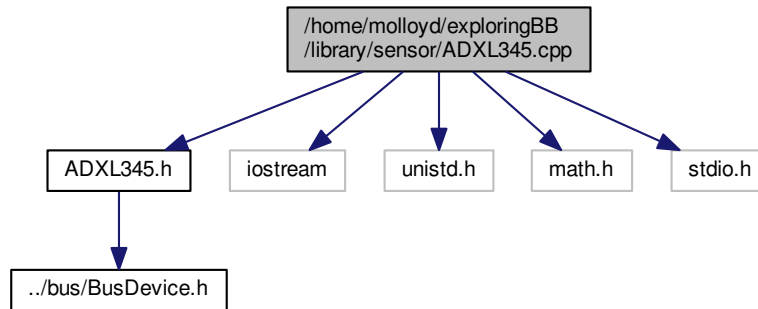 /home/molloyd/exploringBB
/library/sensor/ADXL345.cpp
ADXL345.h
iostream
unistd.h
math.h
stdio.h
../bus/BusDevice.h